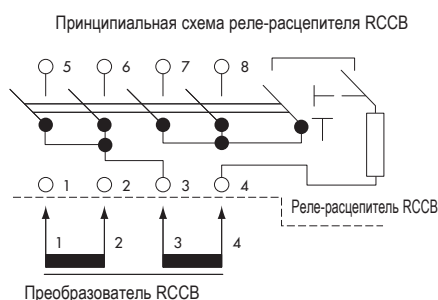 Принципиальная схема реле-расцепителя RCCB
5 6 7 8
1 2 3 4
Реле-расцепитель RCCB
1 2 3 4
Преобразователь RCCB